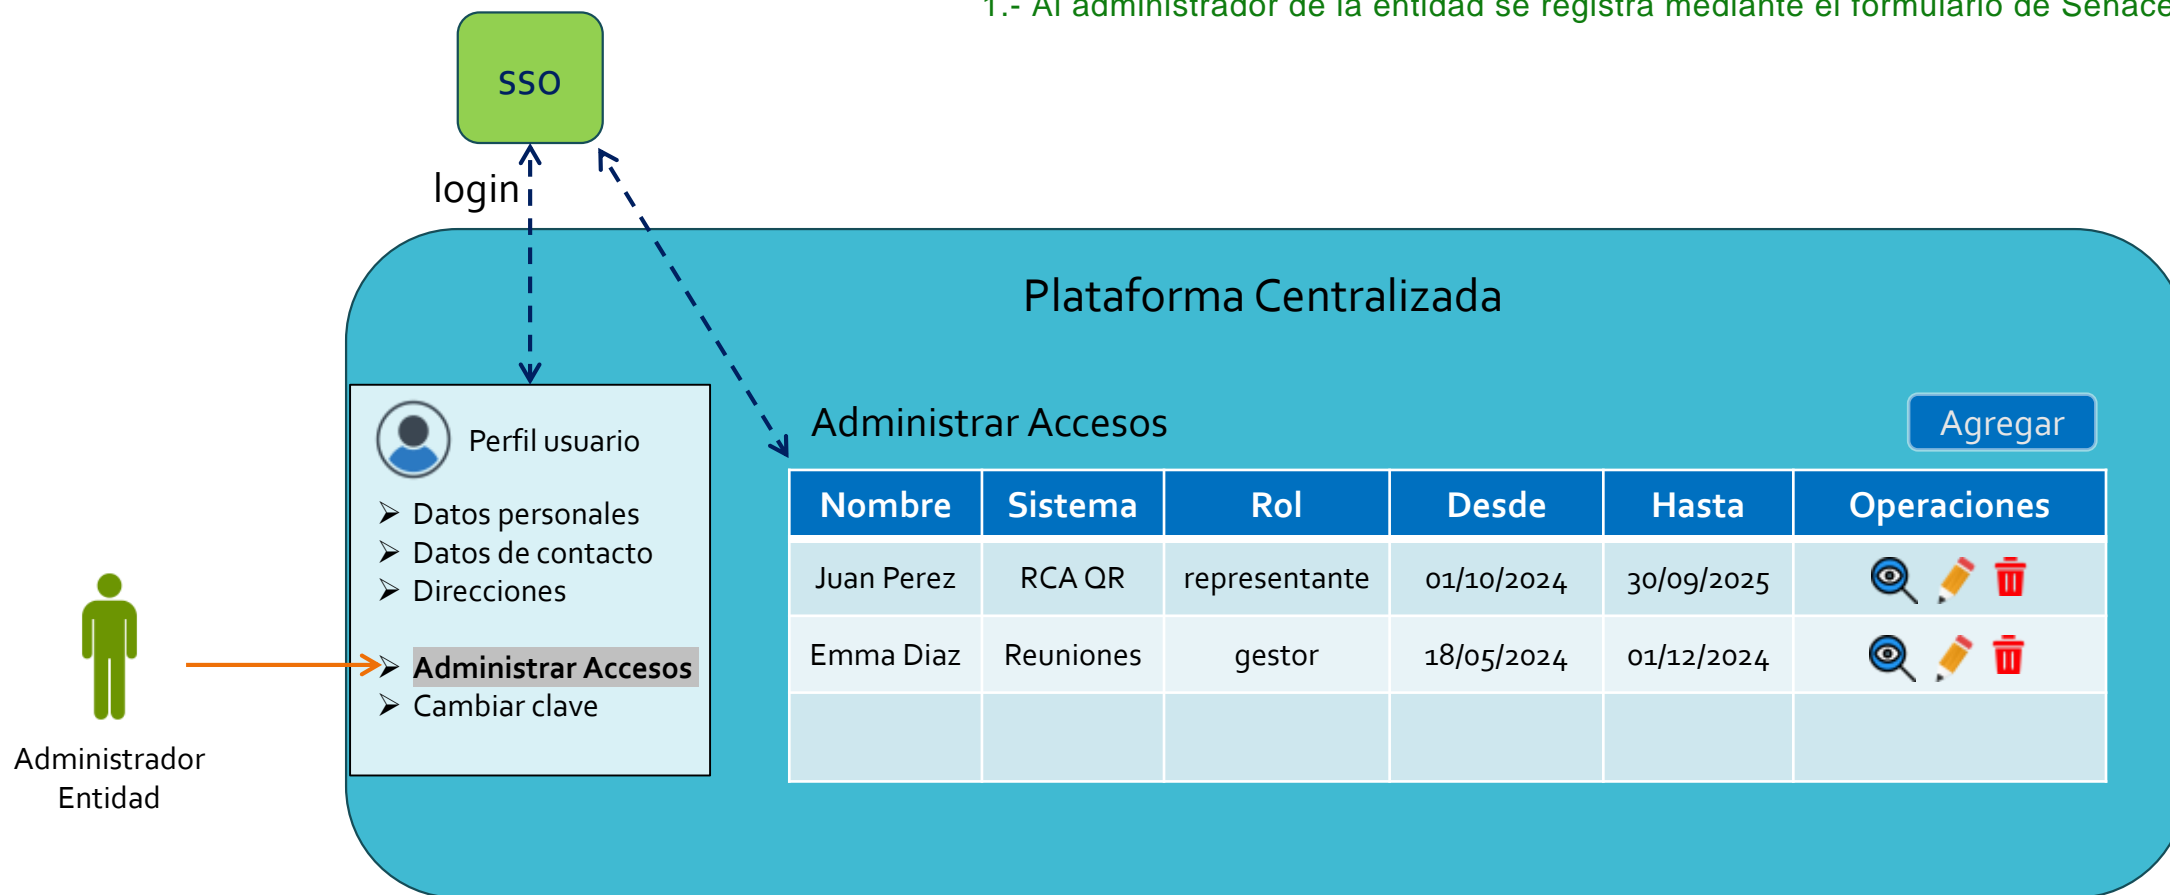 1.- Al administrador de la entidad se registra mediante el formulario de Senace
sso
login
Plataforma Centralizada
Perfil usuario
Datos personales
Datos de contacto
Direcciones
Administrar Accesos
Cambiar clave
Administrador
Entidad
Administrar Accesos
Agregar
Nombre Sistema Rol Desde Hasta Operaciones
Juan Perez RCA QR representante 01/10/2024 30/09/2025
Emma Diaz Reuniones gestor 18/05/2024 01/12/2024